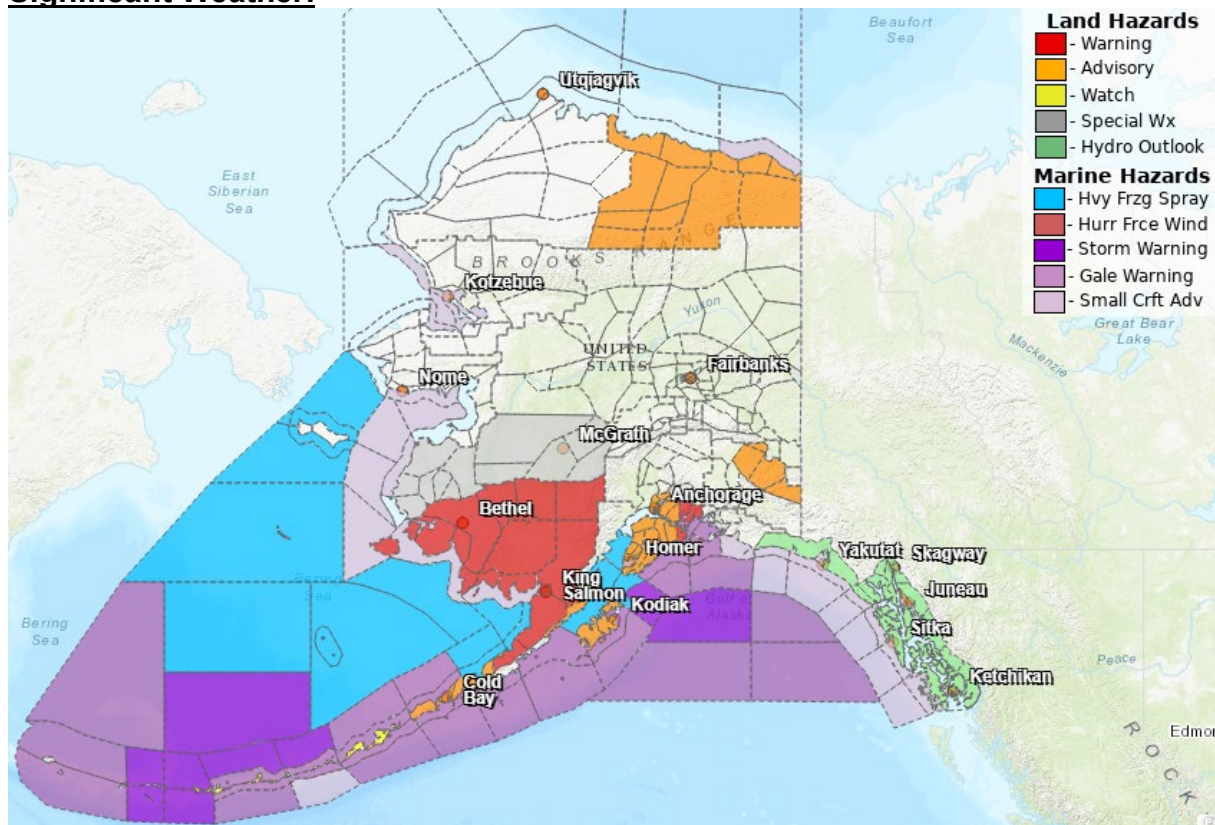 Significant Weather:
Beaufort
Sea
Land Hazards
- Warning
- Advisory
- Watch
- Special Wx
- Hydro Outlook
Marine Hazards
- Hvy Frzg Spray
- Hurr Frce Wind
- Storm Warning
- Gale Warning
- Small Crft Adv
Utqiagvik
East
Siberian
Sea
BROOKS RANGE
Kotzebue
Yukon
UNITED
STATES
Fairbanks
Great Bear
Lake
Mackenzie
Nome
McGrath
Anchorage
Bethel
Homer
Yakutat
Skagway
King
Salmon
Juneau
Kodiak
Gulf of
Alaska
Bering
Sea
Bering
Sea
Sitka
Peace
Ketchikan
Cold
Bay
Edmon
ROCK